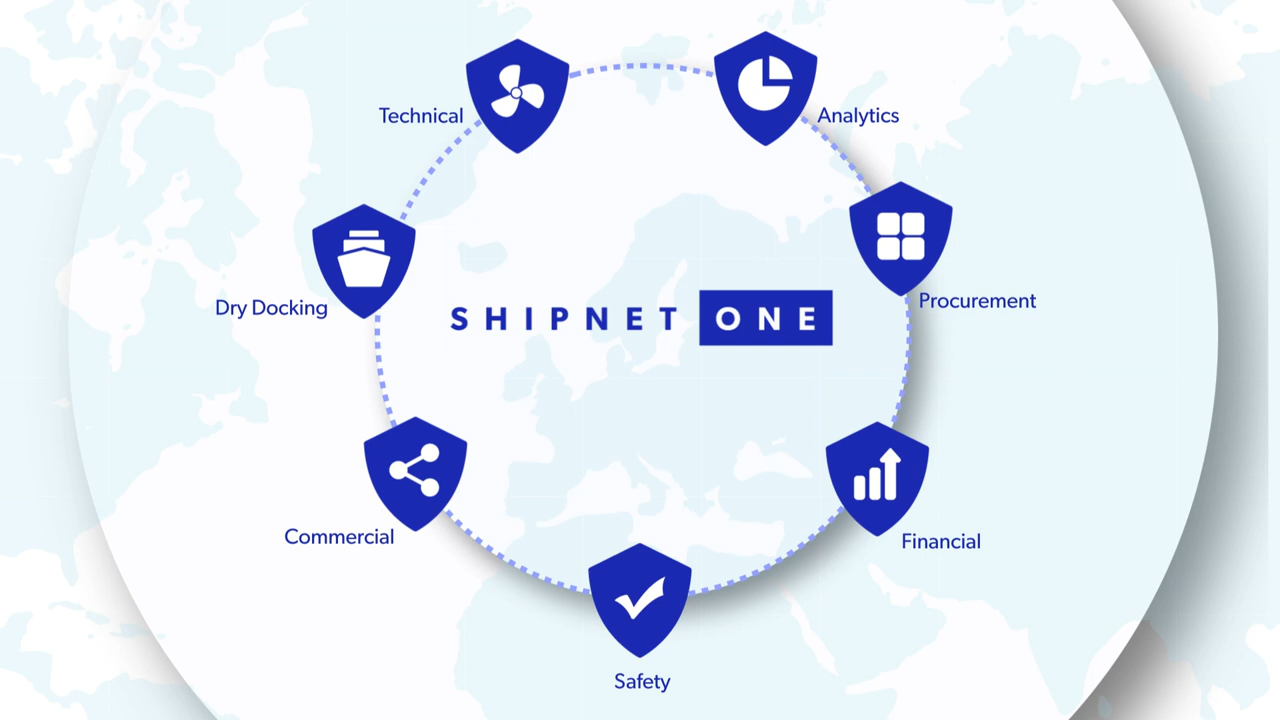 Technical
Analytics
Dry Docking
Procurement
SHIPNET ONE
Commercial
Financial
Safety